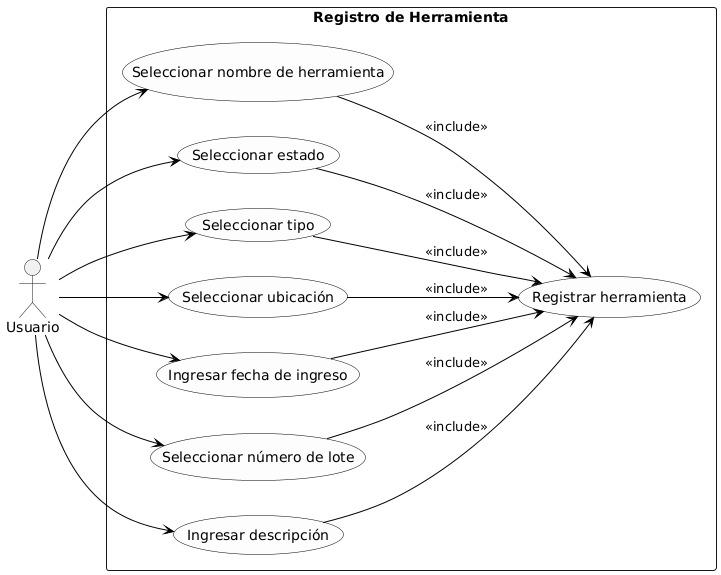 Registro de Herramienta
Seleccionar nombre de herramienta
«include»
Seleccionar estado
«include»
Seleccionar tipo
«include»
Seleccionar ubicación
«include»
Registrar herramienta
Usuario
«include»
Ingresar fecha de ingreso
«include»
Seleccionar número de lote
«include»
Ingresar descripción